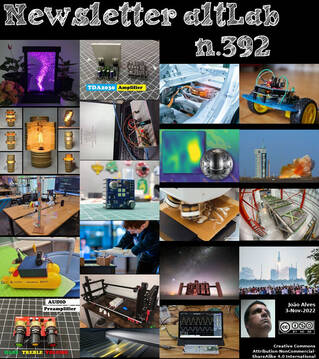 Newsletter altLab
n.392
TDA2030 Amplifier
AUDIO
Preamplifier
TREBLE
João Alves
3-Nov-2022
Creative Commons
Attribution-NonCommercial-
ShareAlike 4.0 International